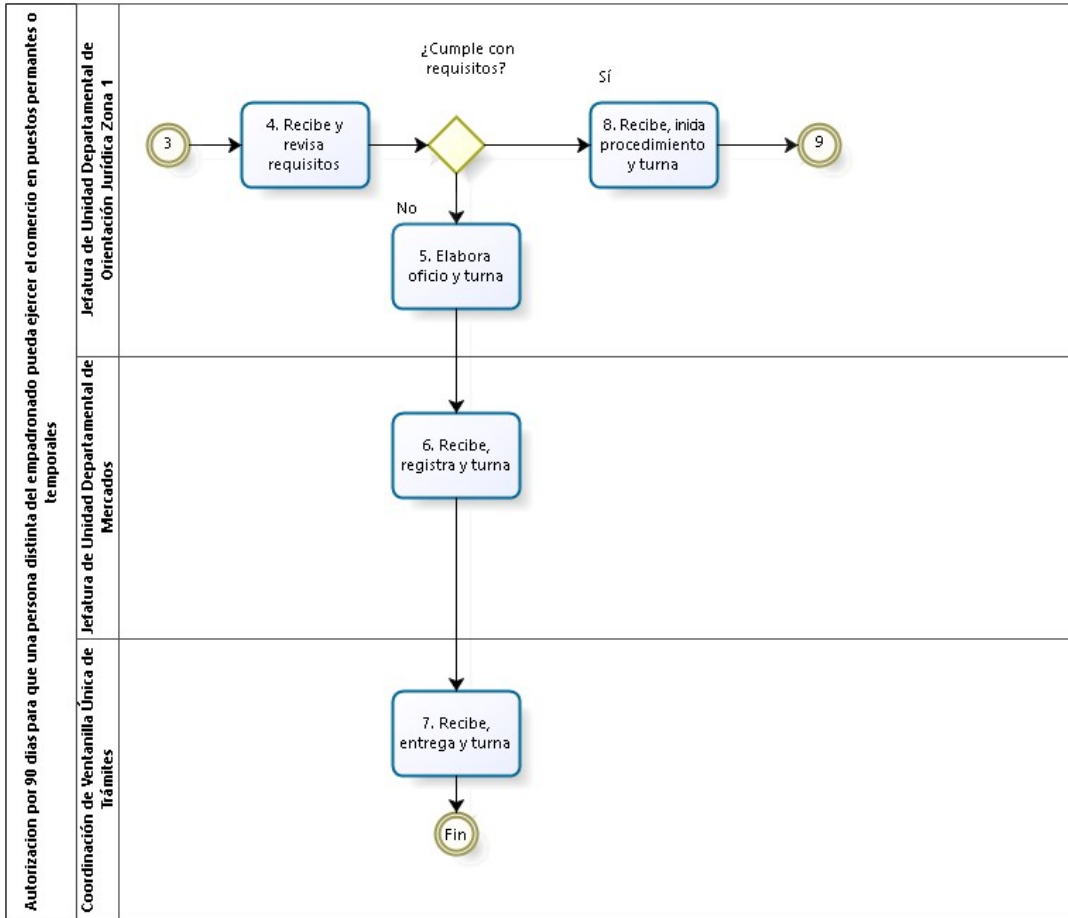 Autorizacion por 90 dias para que una persona distinta del empadronado pueda ejercer el comercio en puestos permantes o
temporales
Jefatura de Unidad Departamental de
Orientación Jurídica Zona 1
¿Cumple con
requisitos?
Sí
3
4. Recibe y
revisa
requisitos
8. Recibe, inicia
procedimiento
y turna
9
No
5. Elabora
oficio y turna
Jefatura de Unidad Departamental de
Mercados
6. Recibe,
registra y turna
Coordinación de Ventanilla Única de
Trámites
7. Recibe,
entrega y turna
Fin